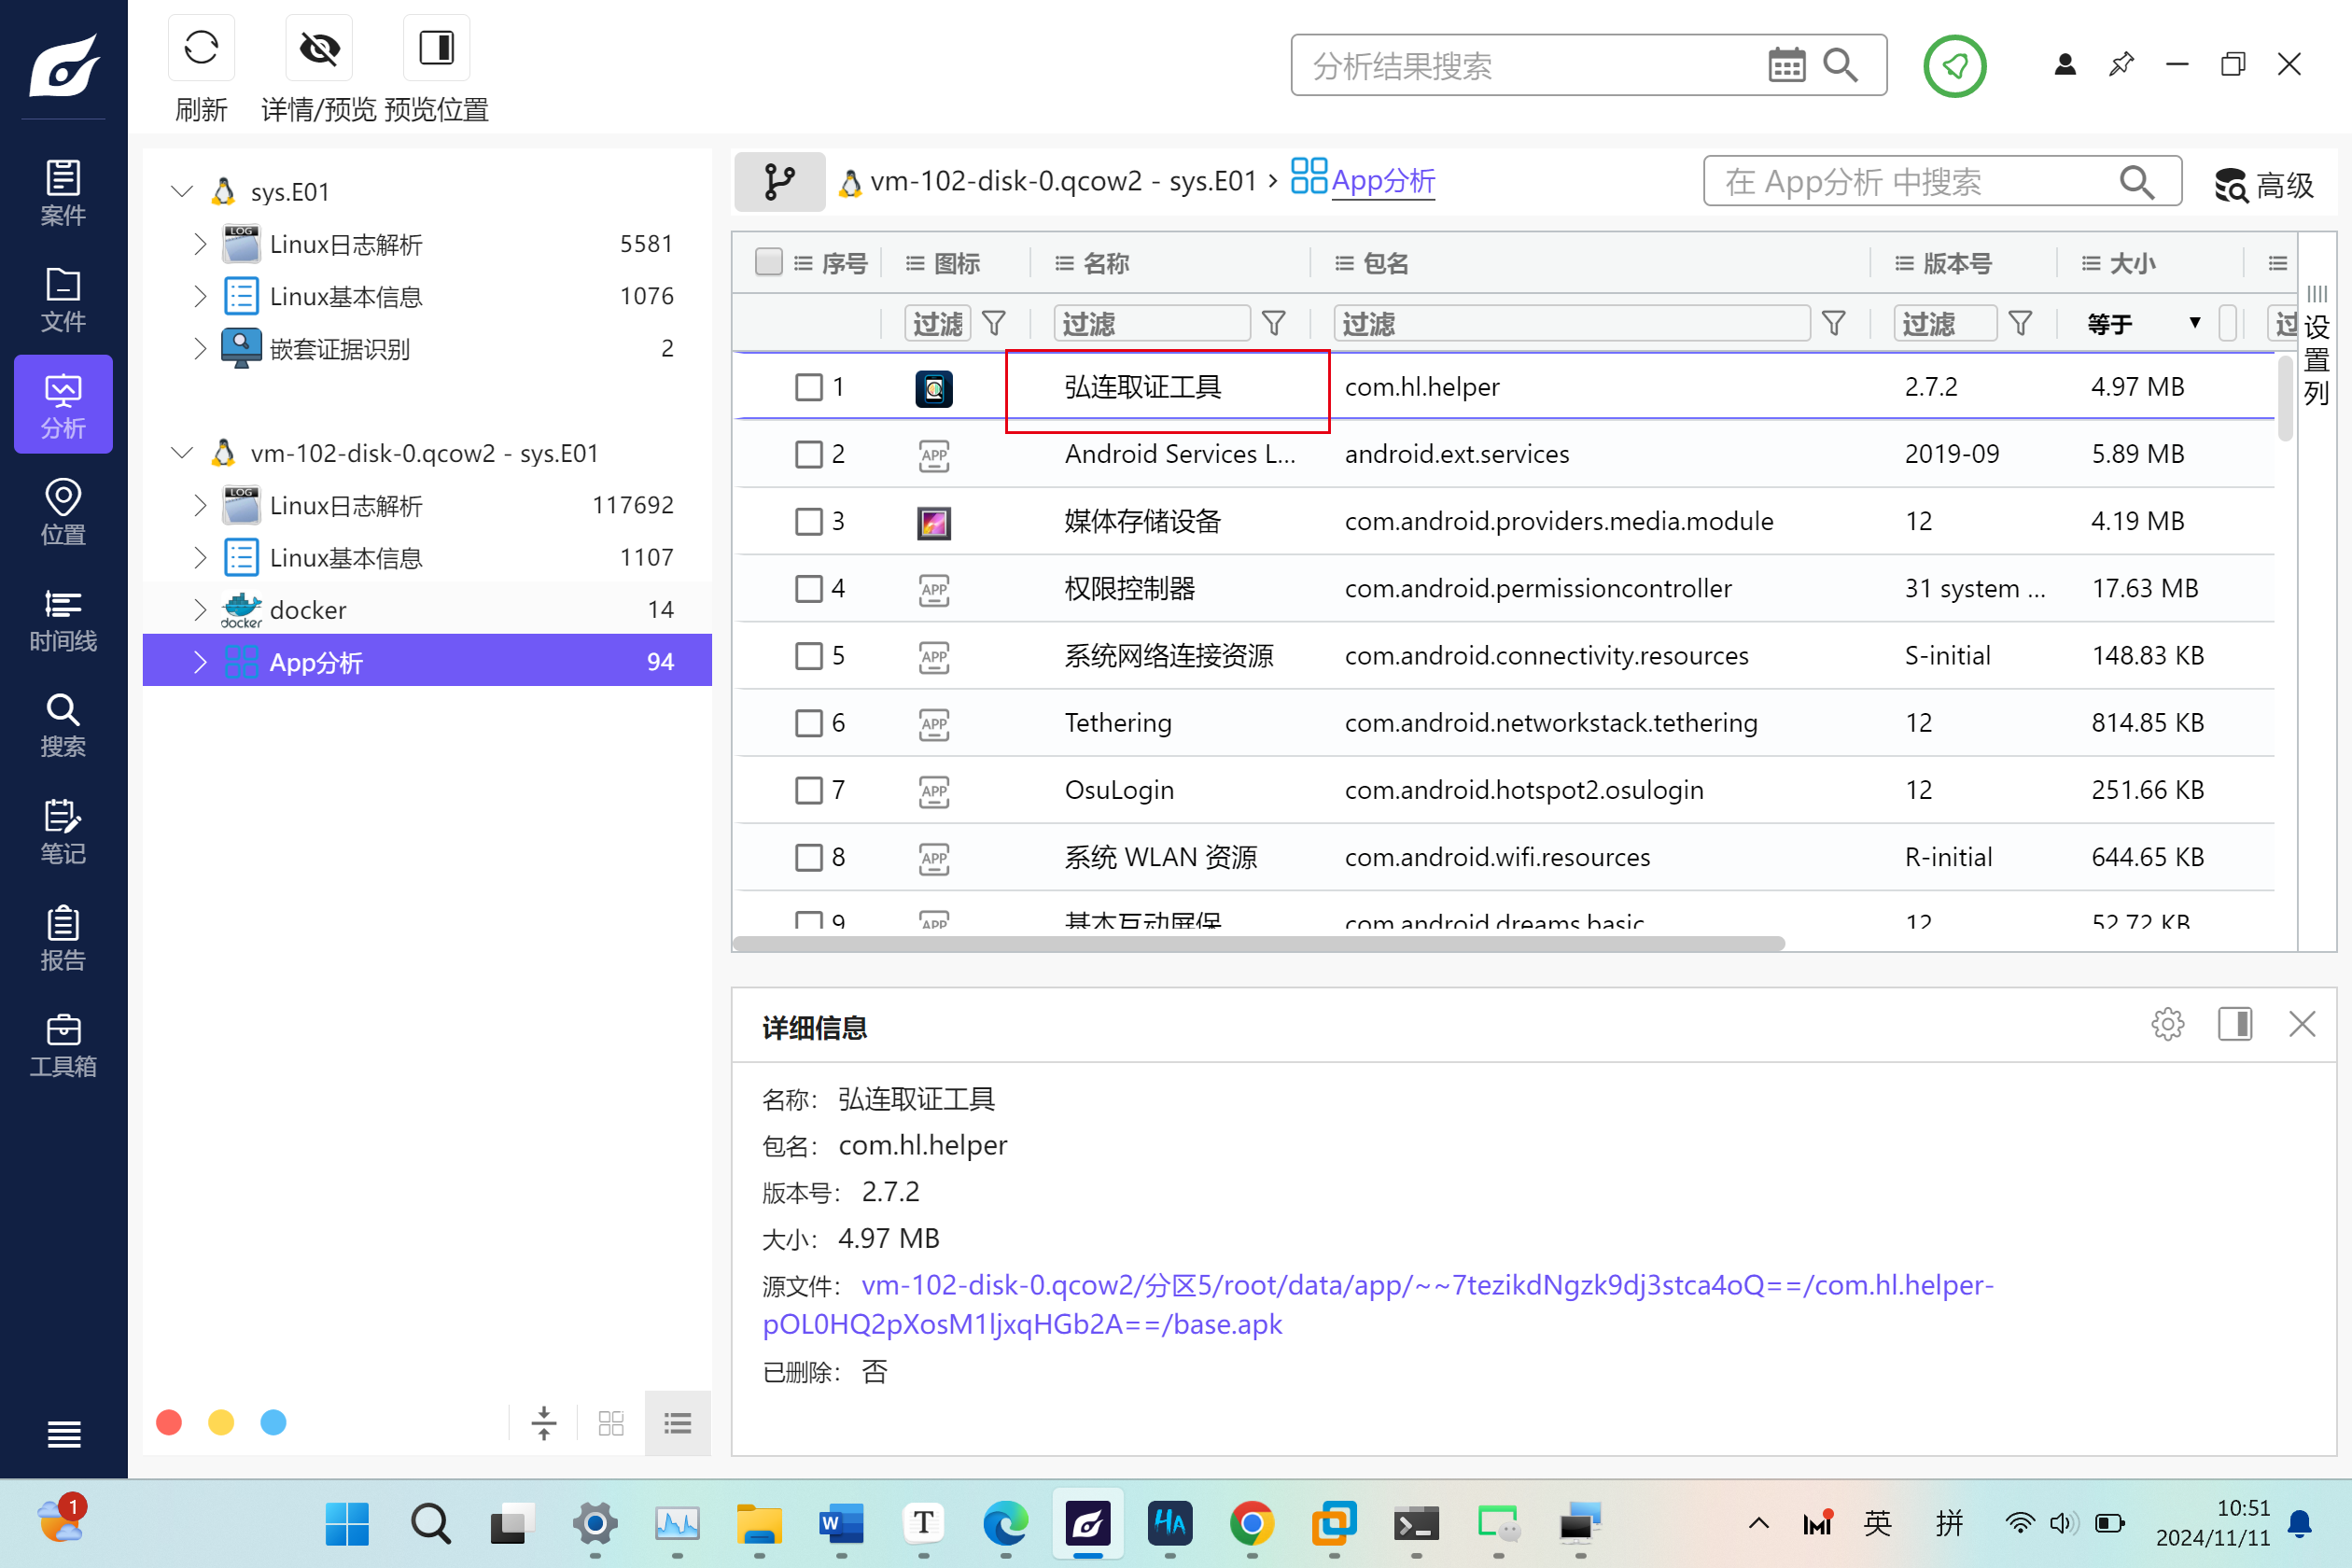 刷新
详情/预览
预览位置
分析结果搜索
案件
文件
分析
位置
时间线
搜索
笔记
报告
工具箱
sys.E01
LOG
Linux日志解析 5581
Linux基本信息 1076
嵌套证据识别 2
vm-102-disk-0.qcow2 - sys.E01
LOG
Linux日志解析 117692
Linux基本信息 1107
docker
docker 14
App分析 94
vm-102-disk-0.qcow2 - sys.E01 › App分析
在 App分析 中搜索
高级
序号 图标 名称 包名 版本号 大小
过滤 过滤 过滤 过滤 等于 过
设置列
1 弘连取证工具 com.hl.helper 2.7.2 4.97 MB
2 APP Android Services L... android.ext.services 2019-09 5.89 MB
3 媒体存储设备 com.android.providers.media.module 12 4.19 MB
4 APP 权限控制器 com.android.permissioncontroller 31 system ... 17.63 MB
5 APP 系统网络连接资源 com.android.connectivity.resources S-initial 148.83 KB
6 APP Tethering com.android.networkstack.tethering 12 814.85 KB
7 APP OsuLogin com.android.hotspot2.osulogin 12 251.66 KB
8 APP 系统 WLAN 资源 com.android.wifi.resources R-initial 644.65 KB
9 APP 基本互动屏保 com.android.dreams.basic 12 52.72 KB
详细信息
名称： 弘连取证工具
包名： com.hl.helper
版本号： 2.7.2
大小： 4.97 MB
源文件： vm-102-disk-0.qcow2/分区5/root/data/app/~~7tezikdNgzk9dj3stca4oQ==/com.hl.helper-
pOL0HQ2pXosM1ljxqHGb2A==/base.apk
已删除： 否
1
W
T
HA
英
拼
10:51
2024/11/11